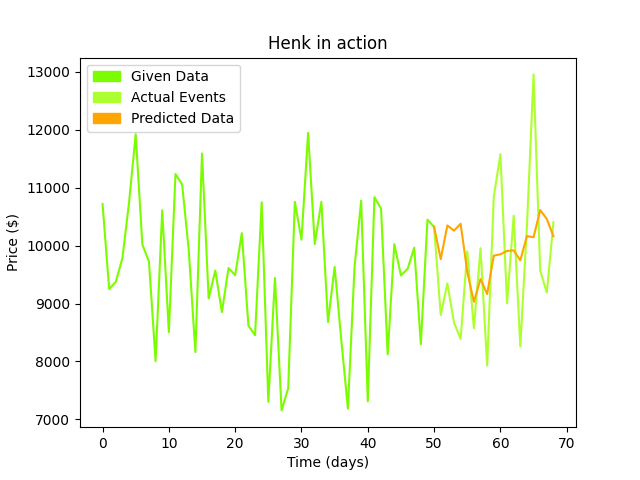 Henk in action
Given Data
Actual Events
Predicted Data
Price ($)
13000
12000
11000
10000
9000
8000
7000
0 10 20 30 40 50 60 70
Time (days)